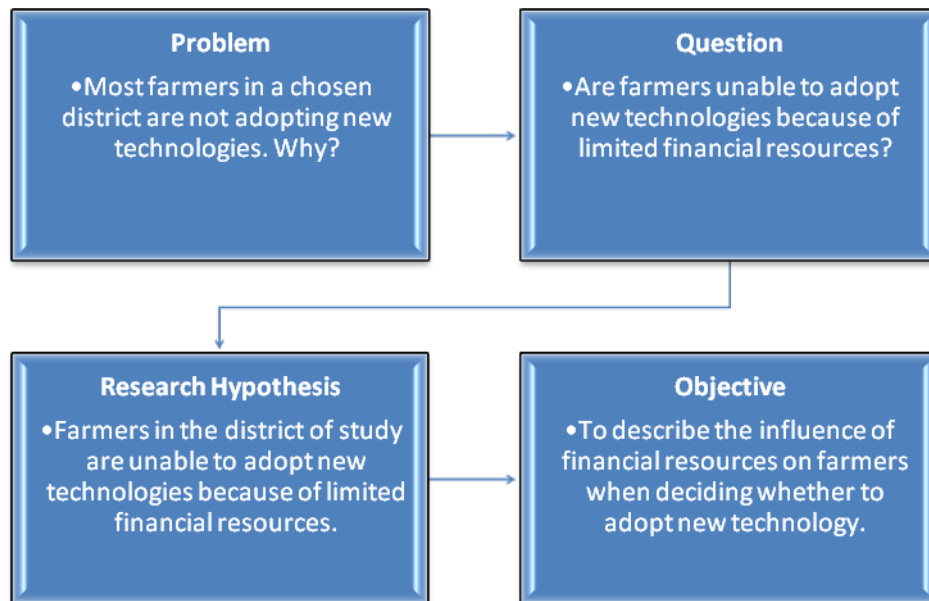 Problem
•Most farmers in a chosen
district are not adopting new
technologies. Why?
Question
•Are farmers unable to adopt
new technologies because of
limited financial resources?
Research Hypothesis
•Farmers in the district of study
are unable to adopt new
technologies because of limited
financial resources.
Objective
•To describe the influence of
financial resources on farmers
when deciding whether to
adopt new technology.